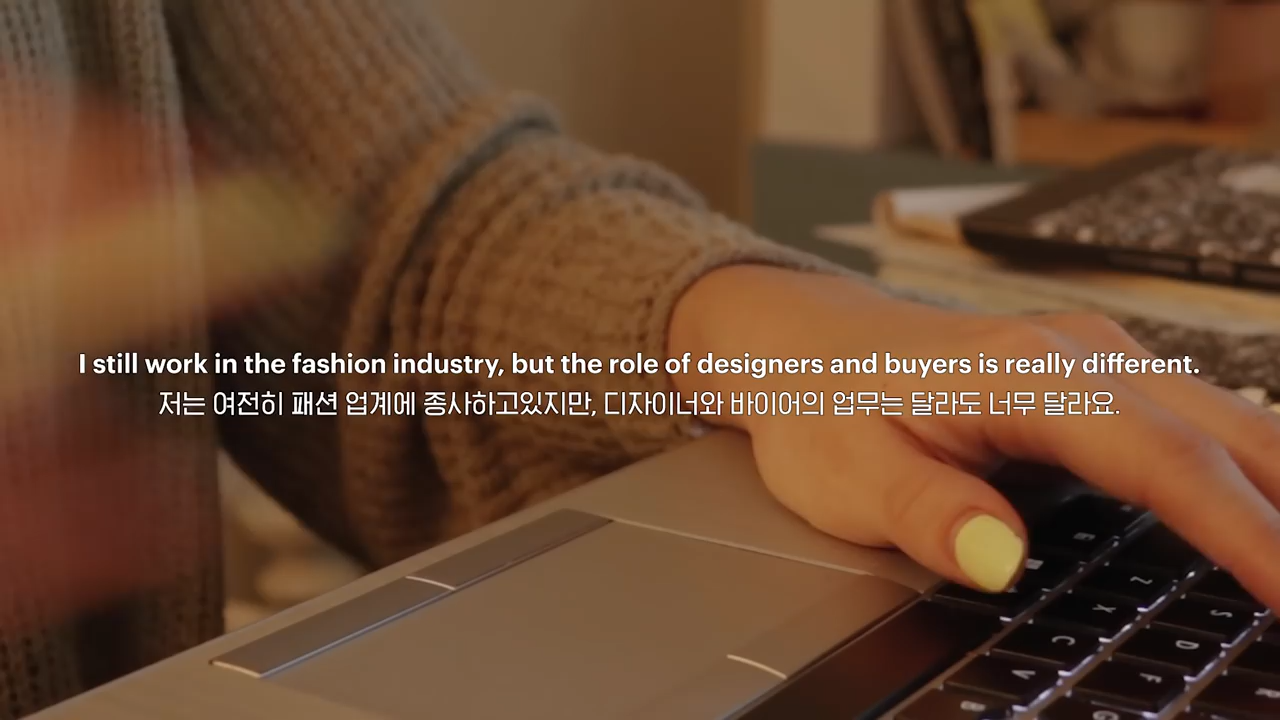 I still work in the fashion industry, but the role of designers and buyers is really different.
저는 여전히 패션 업계에 종사하고있지만, 디자이너와 바이어의 업무는 달라도 너무 달라요.
E
Z
X
S
C
D
V
F
R
B
G